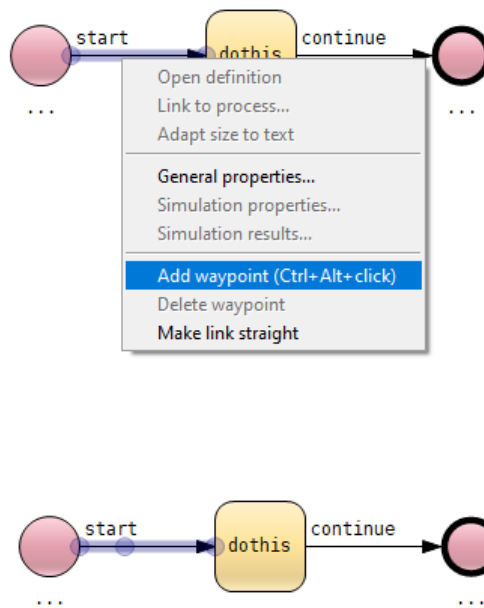 start
continue
dothis
...
...
Open definition
Link to process...
Adapt size to text
General properties...
Simulation properties...
Simulation results...
Add waypoint (Ctrl+Alt+click)
Delete waypoint
Make link straight
start
continue
dothis
...
...